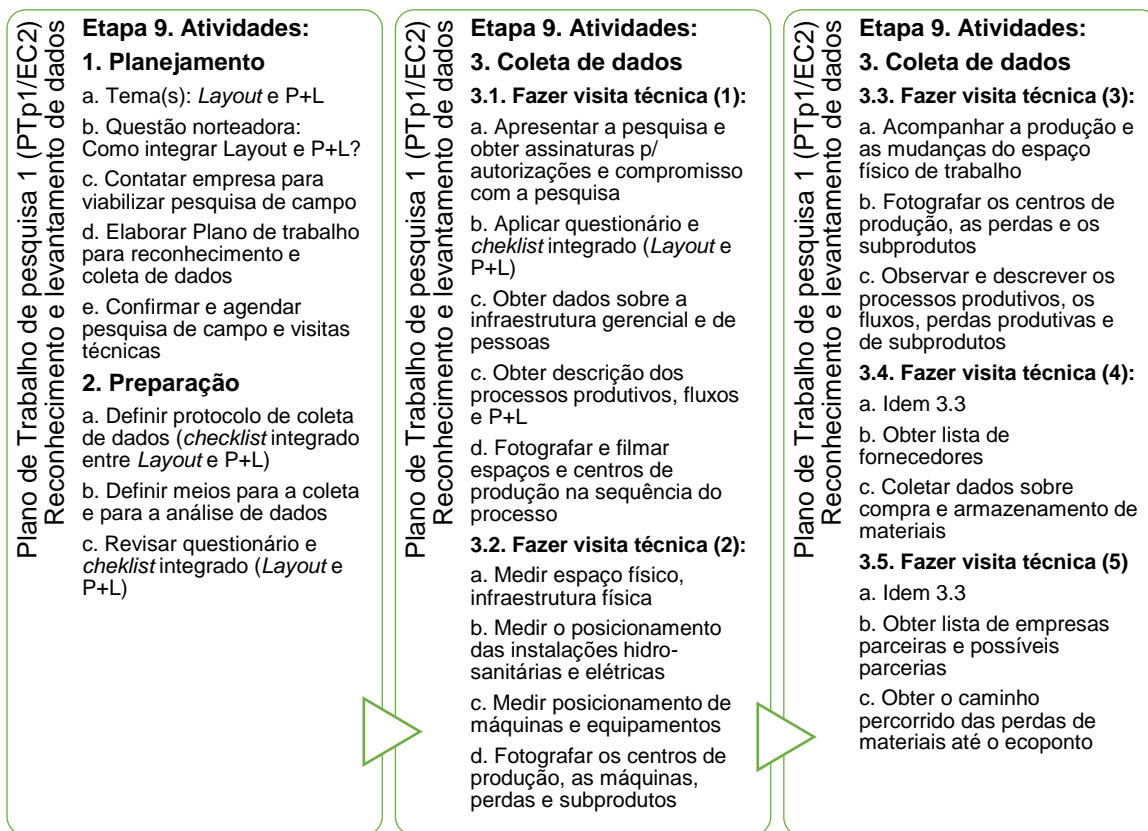 Plano de Trabalho de pesquisa 1 (PTp1/EC2)
Reconhecimento e levantamento de dados
Etapa 9. Atividades:
1. Planejamento
a. Tema(s): Layout e P+L
b. Questão norteadora:
Como integrar Layout e P+L?
c. Contatar empresa para
viabilizar pesquisa de campo
d. Elaborar Plano de trabalho
para reconhecimento e
coleta de dados
e. Confirmar e agendar
pesquisa de campo e visitas
técnicas
2. Preparação
a. Definir protocolo de coleta
de dados (checklist integrado
entre Layout e P+L)
b. Definir meios para a coleta
e para a análise de dados
c. Revisar questionário e
cheklist integrado (Layout e
P+L)
Plano de Trabalho de pesquisa 1 (PTp1/EC2)
Reconhecimento e levantamento de dados
Etapa 9. Atividades:
3. Coleta de dados
3.1. Fazer visita técnica (1):
a. Apresentar a pesquisa e
obter assinaturas p/
autorizações e compromisso
com a pesquisa
b. Aplicar questionário e
cheklist integrado (Layout e
P+L)
c. Obter dados sobre a
infraestrutura gerencial e de
pessoas
c. Obter descrição dos
processos produtivos, fluxos
e P+L
d. Fotografar e filmar
espaços e centros de
produção na sequência do
processo
3.2. Fazer visita técnica (2):
a. Medir espaço físico,
infraestrutura física
b. Medir o posicionamento
das instalações hidro-
sanitárias e elétricas
c. Medir posicionamento de
máquinas e equipamentos
d. Fotografar os centros de
produção, as máquinas,
perdas e subprodutos
Plano de Trabalho de pesquisa 1 (PTp1/EC2)
Reconhecimento e levantamento de dados
Etapa 9. Atividades:
3. Coleta de dados
3.3. Fazer visita técnica (3):
a. Acompanhar a produção e
as mudanças do espaço
físico de trabalho
b. Fotografar os centros de
produção, as perdas e os
subprodutos
c. Observar e descrever os
processos produtivos, os
fluxos, perdas produtivas e
de subprodutos
3.4. Fazer visita técnica (4):
a. Idem 3.3
b. Obter lista de
fornecedores
c. Coletar dados sobre
compra e armazenamento de
materiais
3.5. Fazer visita técnica (5)
a. Idem 3.3
b. Obter lista de empresas
parceiras e possíveis
parcerias
c. Obter o caminho
percorrido das perdas de
materiais até o ecoponto